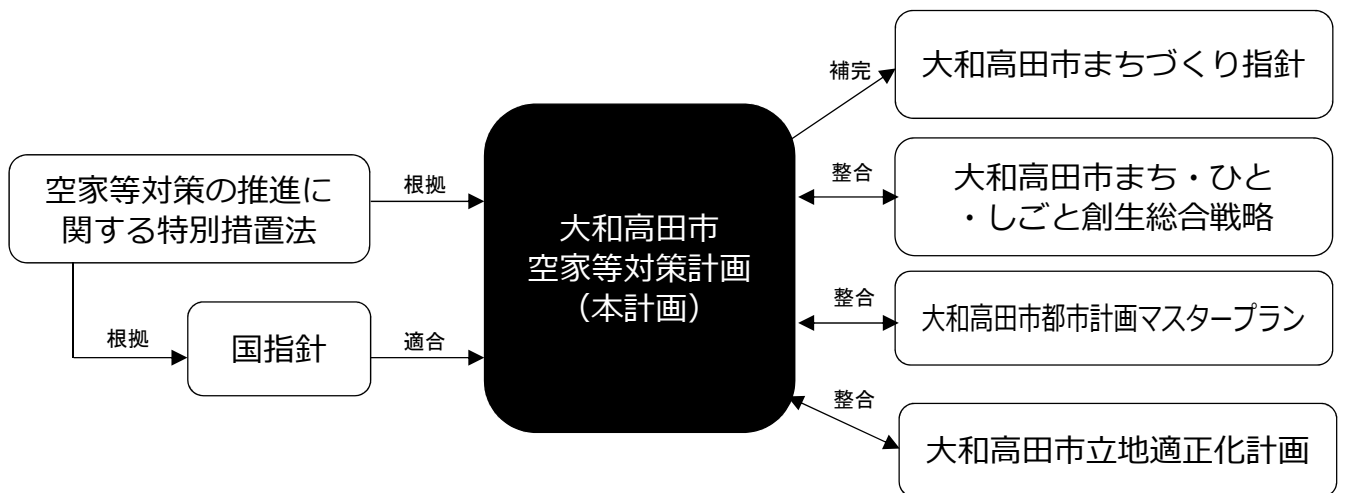 空家等対策の推進に
関する特別措置法
根拠
根拠
国指針
適合
大和高田市
空家等対策計画
（本計画）
補完
大和高田市まちづくり指針
整合
大和高田市まち・ひと
・しごと創生総合戦略
整合
大和高田市都市計画マスタープラン
整合
大和高田市立地適正化計画